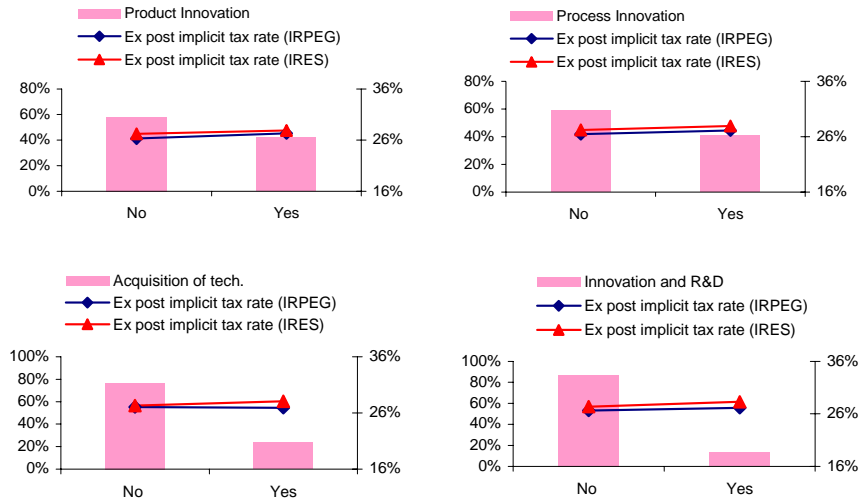 Product Innovation
Ex post implicit tax rate (IRPEG)
Ex post implicit tax rate (IRES)
80%
60%
40%
20%
0%
36%
26%
16%
No Yes
Process Innovation
Ex post implicit tax rate (IRPEG)
Ex post implicit tax rate (IRES)
80%
60%
40%
20%
0%
36%
26%
16%
No Yes
Acquisition of tech.
Ex post implicit tax rate (IRPEG)
Ex post implicit tax rate (IRES)
100%
80%
60%
40%
20%
0%
36%
26%
16%
No Yes
Innovation and R&D
Ex post implicit tax rate (IRPEG)
Ex post implicit tax rate (IRES)
100%
80%
60%
40%
20%
0%
36%
26%
16%
No Yes